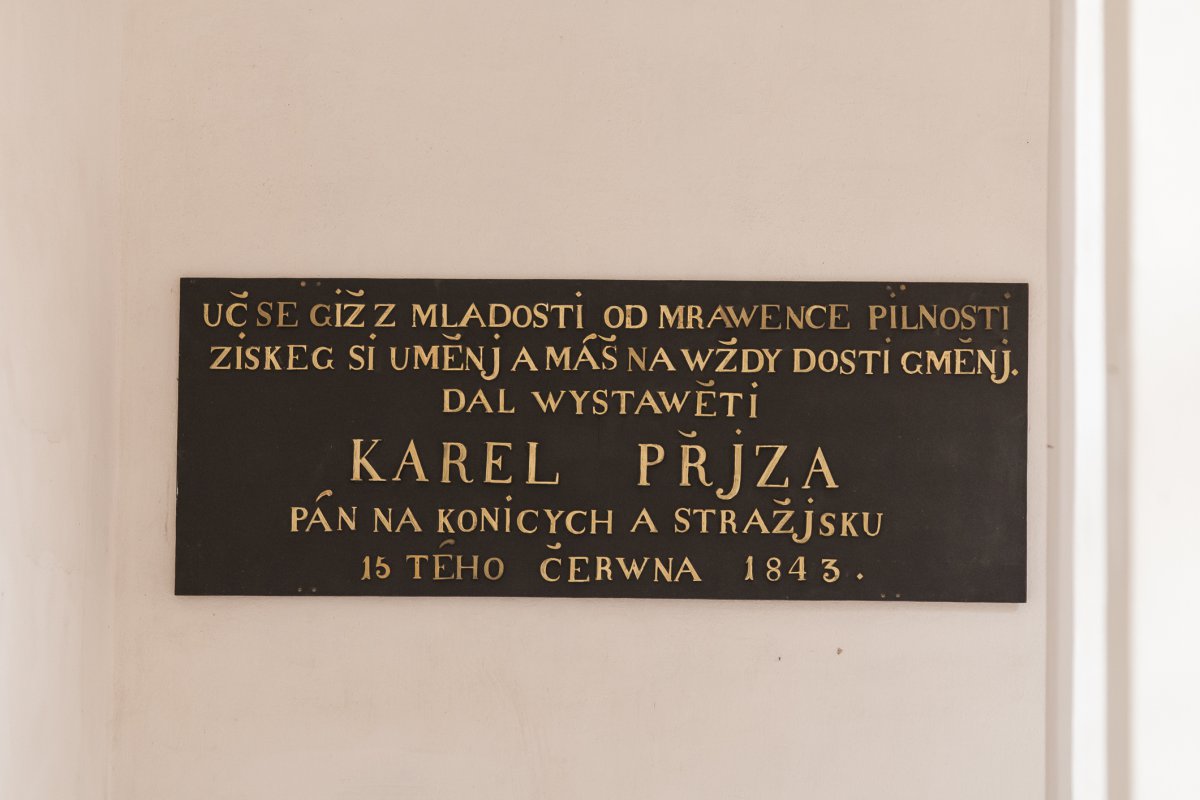 UČ SE GIŽ Z MLADOSTI OD MRAWENCE PILNOSTI
ZISKEG SI UMĚNJ A MÁŠ NA WŽDY DOSTI GMĚNJ.
DAL WYSTAWĚTI
KAREL PŘJZA
PÁN NA KONICYCH A STRAŽJSKU
15 TÉHO ČERWNA 1843.